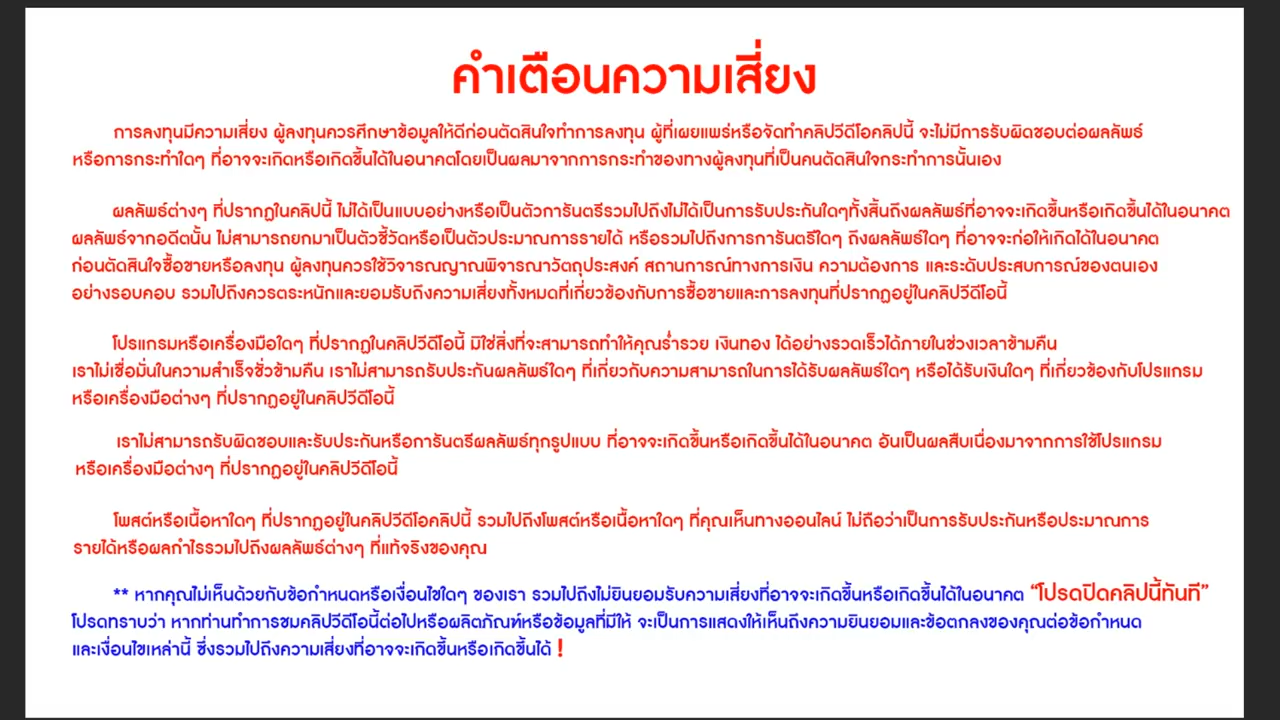 คำเตือนความเสี่ยง
การลงทุนมีความเสี่ยง ผู้ลงทุนควรศึกษาข้อมูลให้ดีก่อนตัดสินใจทำการลงทุน ผู้ที่เผยแพร่หรือจัดทำคลิปวีดีโอคลิปนี้ จะไม่มีการรับผิดชอบต่อผลลัพธ์
หรือการกระทำใดๆ ที่อาจจะเกิดหรือเกิดขึ้นได้ในอนาคตโดยเป็นผลมาจากการกระทำของทางผู้ลงทุนที่เป็นคนตัดสินใจกระทำการนั้นเอง
ผลลัพธ์ต่างๆ ที่ปรากฏในคลิปนี้ ไม่ได้เป็นแบบอย่างหรือเป็นตัวการันตรีรวมไปถึงไม่ได้เป็นการรับประกันใดๆทั้งสิ้นถึงผลลัพธ์ที่อาจจะเกิดขึ้นหรือเกิดขึ้นได้ในอนาคต
ผลลัพธ์จากอดีตนั้น ไม่สามารถยกมาเป็นตัวชี้วัดหรือเป็นตัวประมาณการรายได้ หรือรวมไปถึงการการันตรีใดๆ ถึงผลลัพธ์ใดๆ ที่อาจจะก่อให้เกิดได้ในอนาคต
ก่อนตัดสินใจซื้อขายหรือลงทุน ผู้ลงทุนควรใช้วิจารณญาณพิจารณาวัตถุประสงค์ สถานการณ์ทางการเงิน ความต้องการ และระดับประสบการณ์ของตนเอง
อย่างรอบคอบ รวมไปถึงควรตระหนักและยอมรับถึงความเสี่ยงทั้งหมดที่เกี่ยวข้องกับการซื้อขายและการลงทุนที่ปรากฏอยู่ในคลิปวีดีโอนี้
โปรแกรมหรือเครื่องมือใดๆ ที่ปรากฏในคลิปวีดีโอนี้ มิใช่สิ่งที่จะสามารถทำให้คุณร่ำรวย เงินทอง ได้อย่างรวดเร็วได้ภายในช่วงเวลาข้ามคืน
เราไม่เชื่อมั่นในความสำเร็จชั่วข้ามคืน เราไม่สามารถรับประกันผลลัพธ์ใดๆ ที่เกี่ยวกับความสามารถในการได้รับผลลัพธ์ใดๆ หรือได้รับเงินใดๆ ที่เกี่ยวข้องกับโปรแกรม
หรือเครื่องมือต่างๆ ที่ปรากฏอยู่ในคลิปวีดีโอนี้
เราไม่สามารถรับผิดชอบและรับประกันหรือการันตรีผลลัพธ์ทุกรูปแบบ ที่อาจจะเกิดขึ้นหรือเกิดขึ้นได้ในอนาคต อันเป็นผลสืบเนื่องมาจากการใช้โปรแกรม
หรือเครื่องมือต่างๆ ที่ปรากฏอยู่ในคลิปวีดีโอนี้
โพสต์หรือเนื้อหาใดๆ ที่ปรากฏอยู่ในคลิปวีดีโอคลิปนี้ รวมไปถึงโพสต์หรือเนื้อหาใดๆ ที่คุณเห็นทางออนไลน์ ไม่ถือว่าเป็นการรับประกันหรือประมาณการ
รายได้หรือผลกำไรรวมไปถึงผลลัพธ์ต่างๆ ที่แท้จริงของคุณ
** หากคุณไม่เห็นด้วยกับข้อกำหนดหรือเงื่อนไขใดๆ ของเรา รวมไปถึงไม่ยินยอมรับความเสี่ยงที่อาจจะเกิดขึ้นหรือเกิดขึ้นได้ในอนาคต “โปรดปิดคลิปนี้ทันที”
โปรดทราบว่า หากท่านทำการชมคลิปวีดีโอนี้ต่อไปหรือผลิตภัณฑ์หรือข้อมูลที่มีให้ จะเป็นการแสดงให้เห็นถึงความยินยอมและข้อตกลงของคุณต่อข้อกำหนด
และเงื่อนไขเหล่านี้ ซึ่งรวมไปถึงความเสี่ยงที่อาจจะเกิดขึ้นหรือเกิดขึ้นได้ !